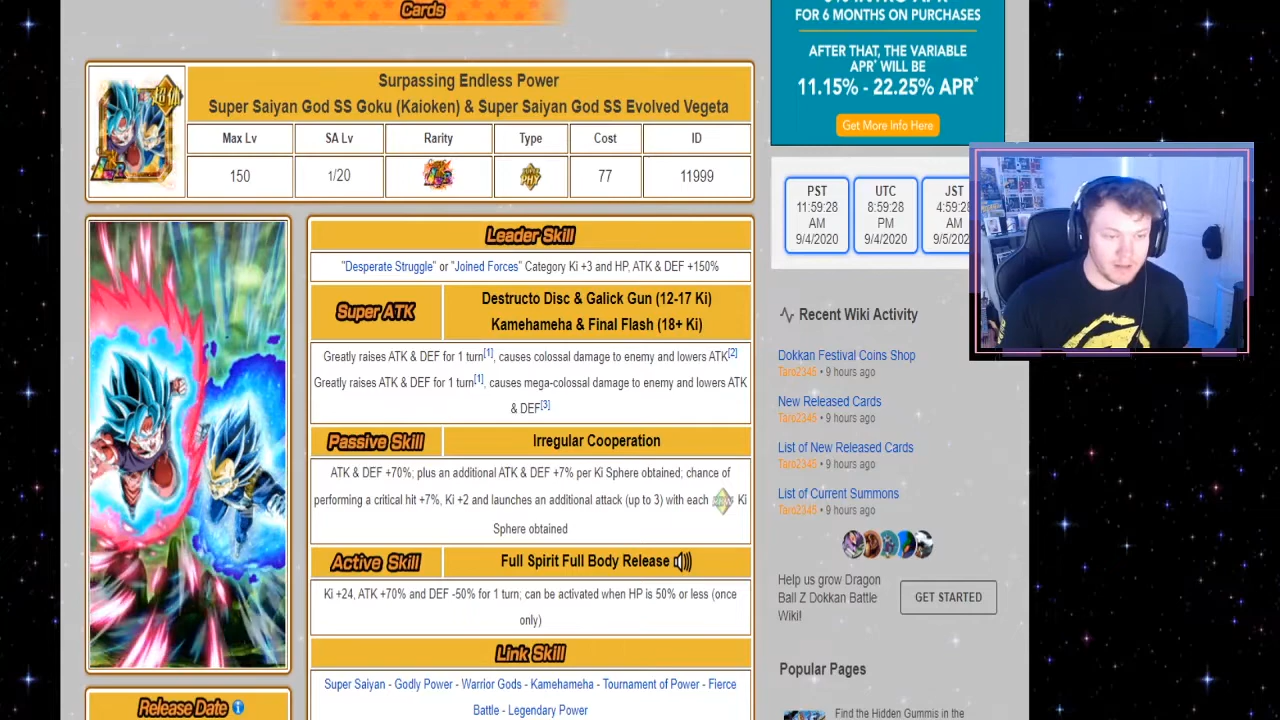 Cards
FOR 6 MONTHS ON PURCHASES
AFTER THAT, THE VARIABLE
APR* WILL BE
11.15% - 22.25% APR*
Get More info Here
Surpassing Endless Power
Super Saiyan God SS Goku (Kaioken) & Super Saiyan God SS Evolved Vegeta
Max Lv SA Lv Rarity Type Cost ID
150 1/20 PHY 77 11999
PST UTC JST
11:59:28 8:59:28 4:59:28
AM PM AM
9/4/2020 9/4/2020 9/5/202
Leader Skill
"Desperate Struggle" or "Joined Forces" Category Ki +3 and HP, ATK & DEF +150%
Super ATK
Destructo Disc & Galick Gun (12-17 Ki)
Kamehameha & Final Flash (18+ Ki)
Greatly raises ATK & DEF for 1 turn[1], causes colossal damage to enemy and lowers ATK[2]
Greatly raises ATK & DEF for 1 turn[1], causes mega-colossal damage to enemy and lowers ATK
& DEF[3]
Passive Skill
Irregular Cooperation
ATK & DEF +70%; plus an additional ATK & DEF +7% per Ki Sphere obtained; chance of
performing a critical hit +7%, Ki +2 and launches an additional attack (up to 3) with each Ki
Sphere obtained
Active Skill
Full Spirit Full Body Release
Ki +24, ATK +70% and DEF -50% for 1 turn; can be activated when HP is 50% or less (once
only)
Link Skill
Super Saiyan - Godly Power - Warrior Gods - Kamehameha - Tournament of Power - Fierce
Battle - Legendary Power
Release Date
Recent Wiki Activity
Dokkan Festival Coins Shop
Taro2345 • 9 hours ago
New Released Cards
Taro2345 • 9 hours ago
List of New Released Cards
Taro2345 • 9 hours ago
List of Current Summons
Taro2345 • 9 hours ago
Help us grow Dragon
Ball Z Dokkan Battle
Wiki!
GET STARTED
Popular Pages
Find the Hidden Gummis in the